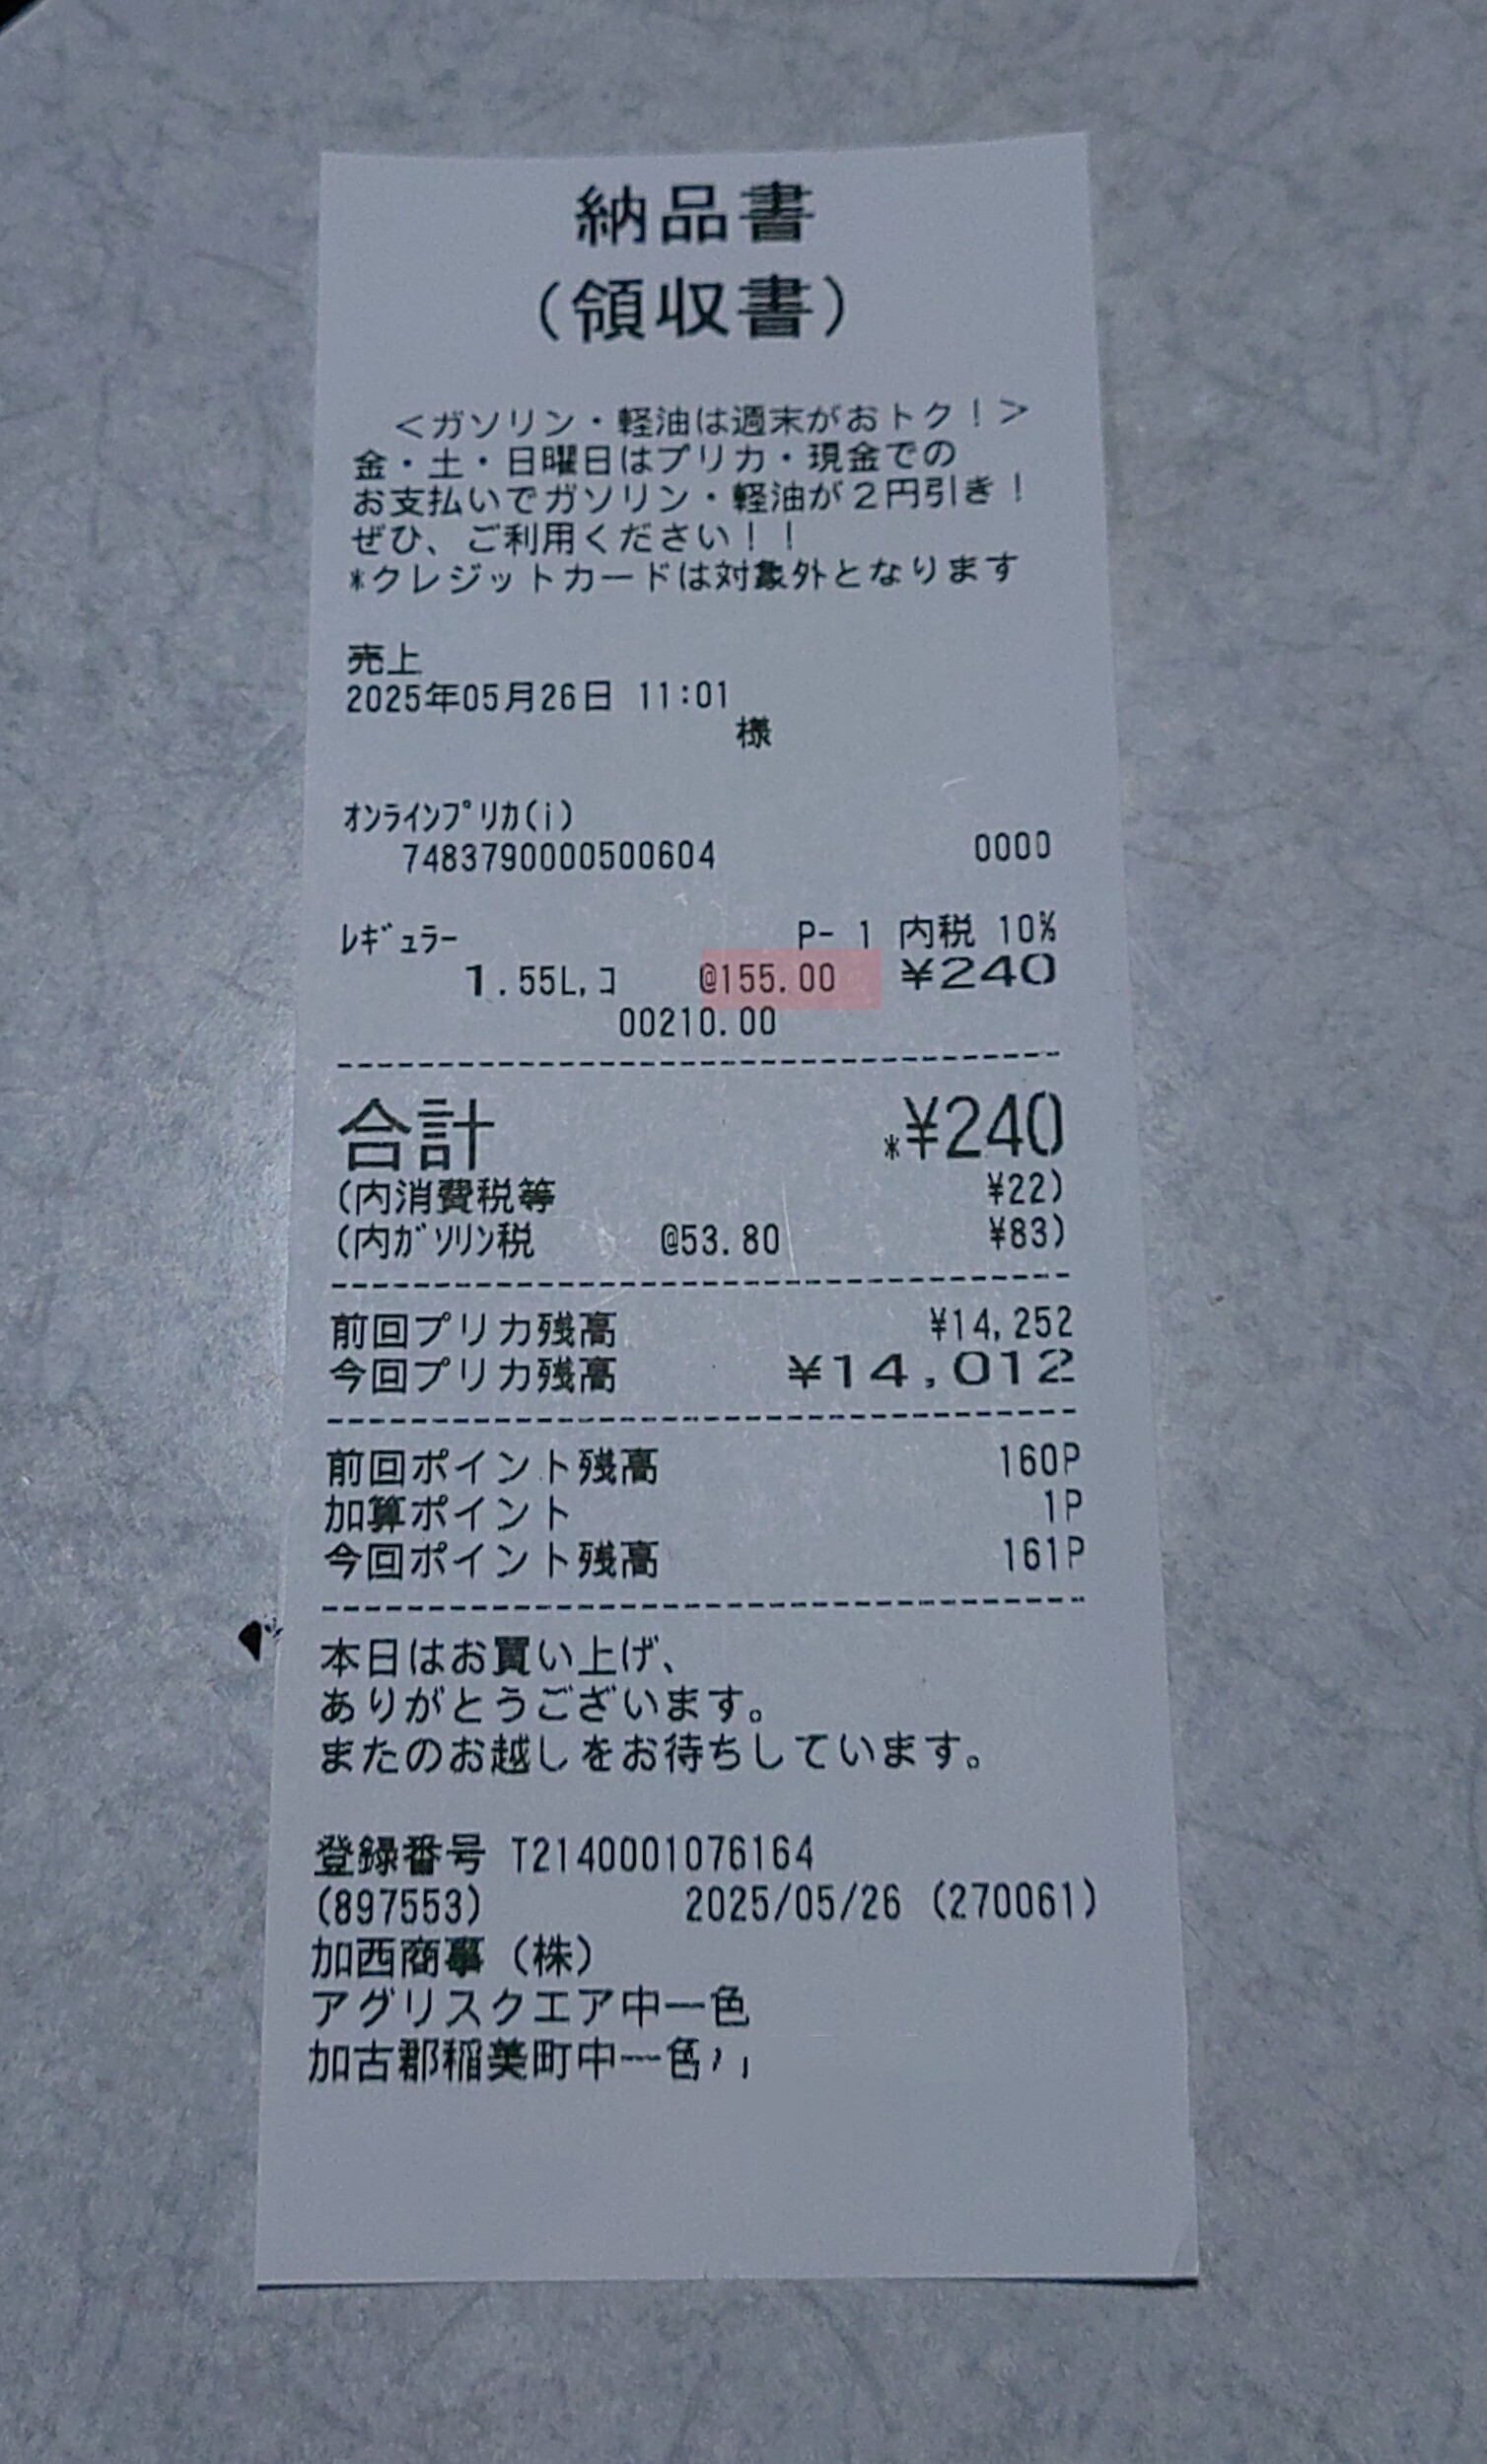 納品書
(領収書)
＜ガソリン・軽油は週末がおトク！＞
金・土・日曜日はプリカ・現金での
お支払いでガソリン・軽油が２円引き！
ぜひ、ご利用ください！！
*クレジットカードは対象外となります
売上
2025年05月26日 11:01
様
ｵﾝﾗｲﾝﾌﾟﾘｶ(i)
7483790000500604 0000
ﾚｷﾞｭﾗｰ P- 1 内税 10%
1.55L,ｺ @155.00 ¥240
00210.00
合計 *¥240
(内消費税等 ¥22)
(内ｶﾞｿﾘﾝ税 @53.80 ¥83)
前回プリカ残高 ¥14,252
今回プリカ残高 ¥14,012
前回ポイント残高 160P
加算ポイント 1P
今回ポイント残高 161P
本日はお買い上げ、
ありがとうございます。
またのお越しをお待ちしています。
登録番号 T2140001076164
(897553) 2025/05/26 (270061)
加西商事（株）
アグリスクエア中一色
加古郡稲美町中一色